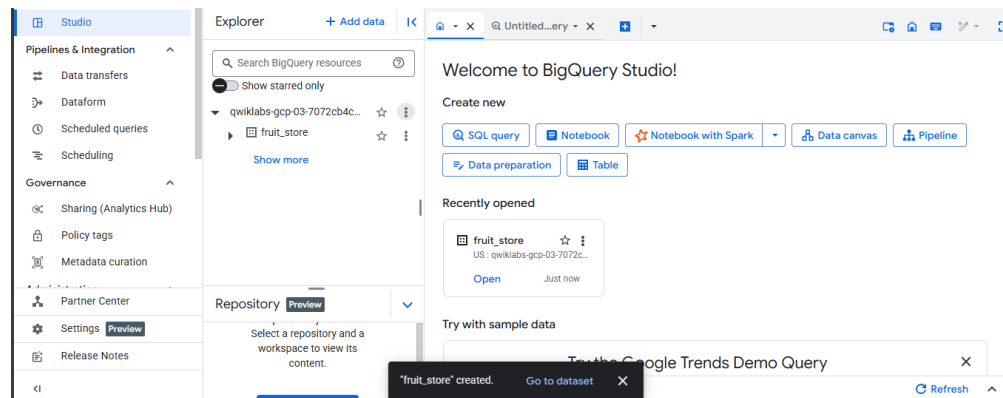 Studio
Pipelines & Integration
Data transfers
Dataform
Scheduled queries
Scheduling
Governance
Sharing (Analytics Hub)
Policy tags
Metadata curation
Partner Center
Settings Preview
Release Notes
Explorer
+ Add data
Search BigQuery resources
Show starred only
qwiklabs-gcp-03-7072cb4c...
fruit_store
Show more
Repository Preview
Select a repository and a
workspace to view its
content.
Untitled...ery
Welcome to BigQuery Studio!
Create new
SQL query
Notebook
Notebook with Spark
Data canvas
Pipeline
Data preparation
Table
Recently opened
fruit_store
US : qwiklabs-gcp-03-7072c...
Open Just now
Try with sample data
Try the Google Trends Demo Query
"fruit_store" created. Go to dataset
Refresh